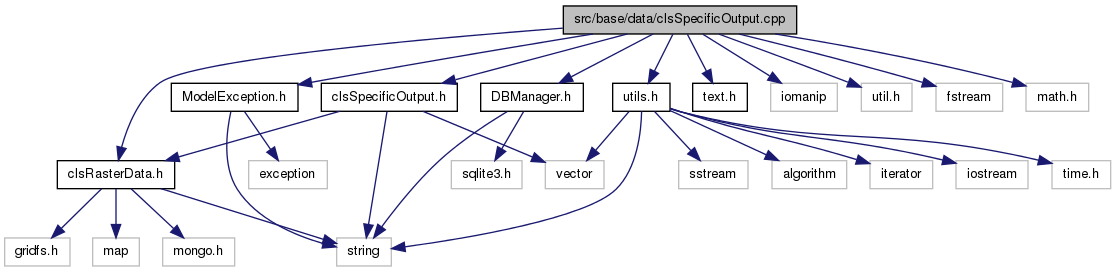 src/base/data/clsSpecificOutput.cpp
ModelException.h
clsSpecificOutput.h
DBManager.h
utils.h
text.h
iomanip
util.h
fstream
math.h
clsRasterData.h
exception
sqlite3.h
vector
sstream
algorithm
iterator
iostream
time.h
gridfs.h
map
mongo.h
string